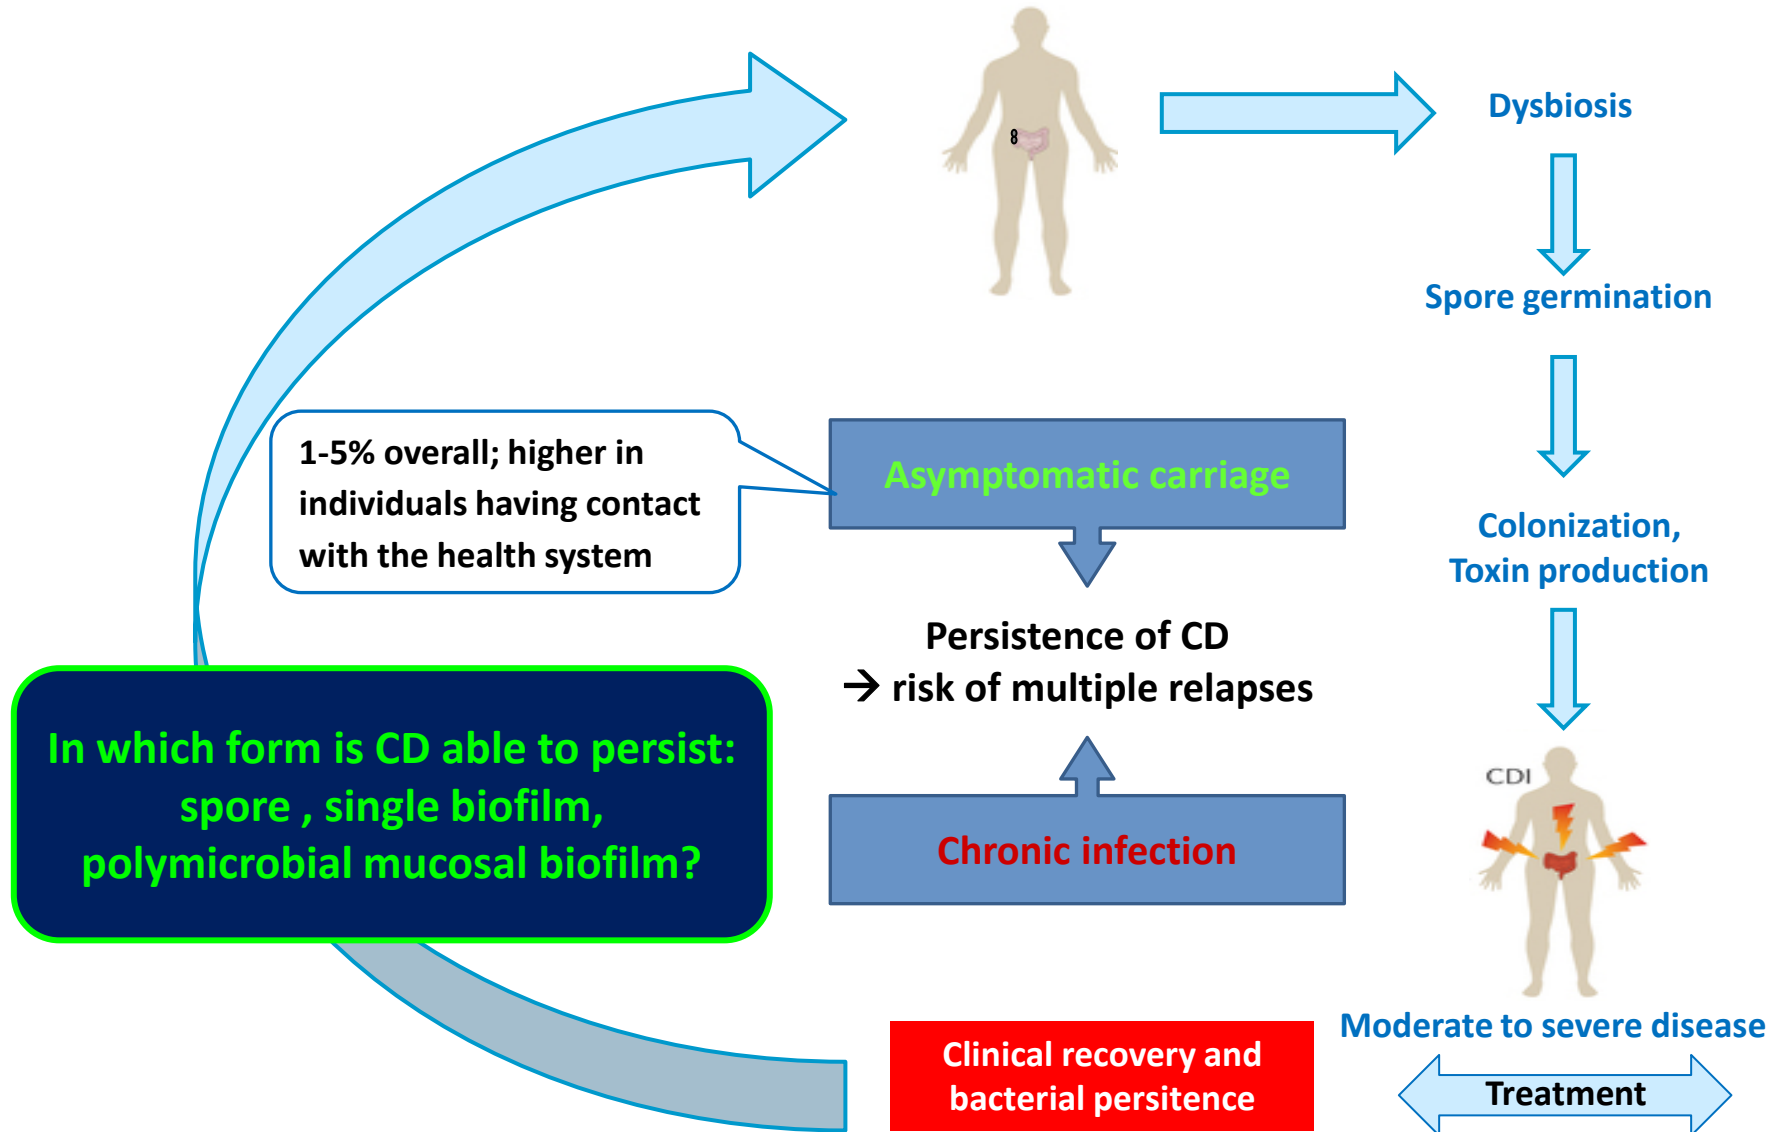 8
Dysbiosis
Spore germination
1-5% overall; higher in
individuals having contact
with the health system
Asymptomatic carriage
Colonization,
Toxin production
Persistence of CD
→ risk of multiple relapses
In which form is CD able to persist:
spore , single biofilm,
polymicrobial mucosal biofilm?
Chronic infection
CDI
Moderate to severe disease
Clinical recovery and
bacterial persitence
Treatment